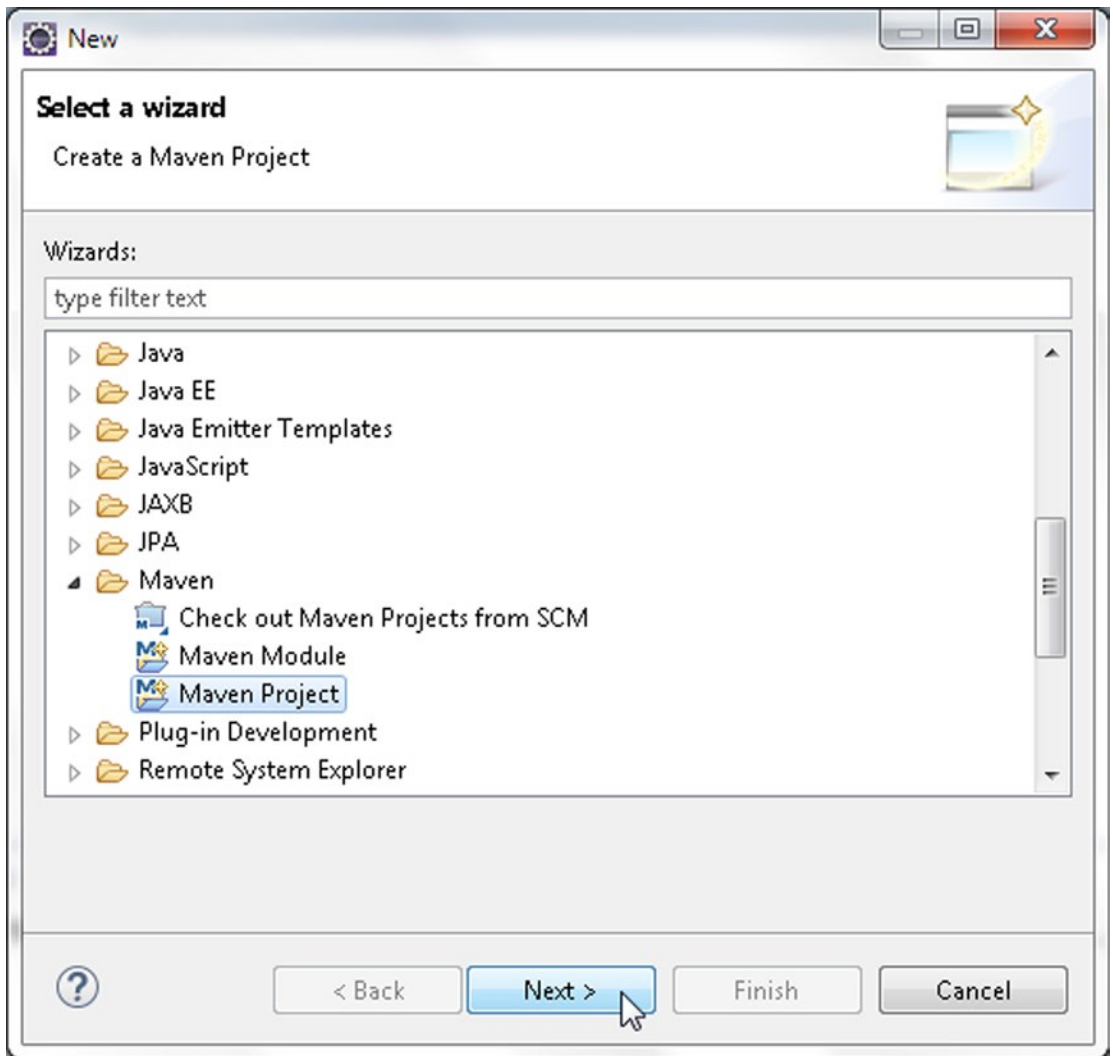 New
Select a wizard
Create a Maven Project
Wizards:
type filter text
Java
Java EE
Java Emitter Templates
JavaScript
JAXB
JPA
Maven
Check out Maven Projects from SCM
Maven Module
Maven Project
Plug-in Development
Remote System Explorer
? < Back Next > Finish Cancel